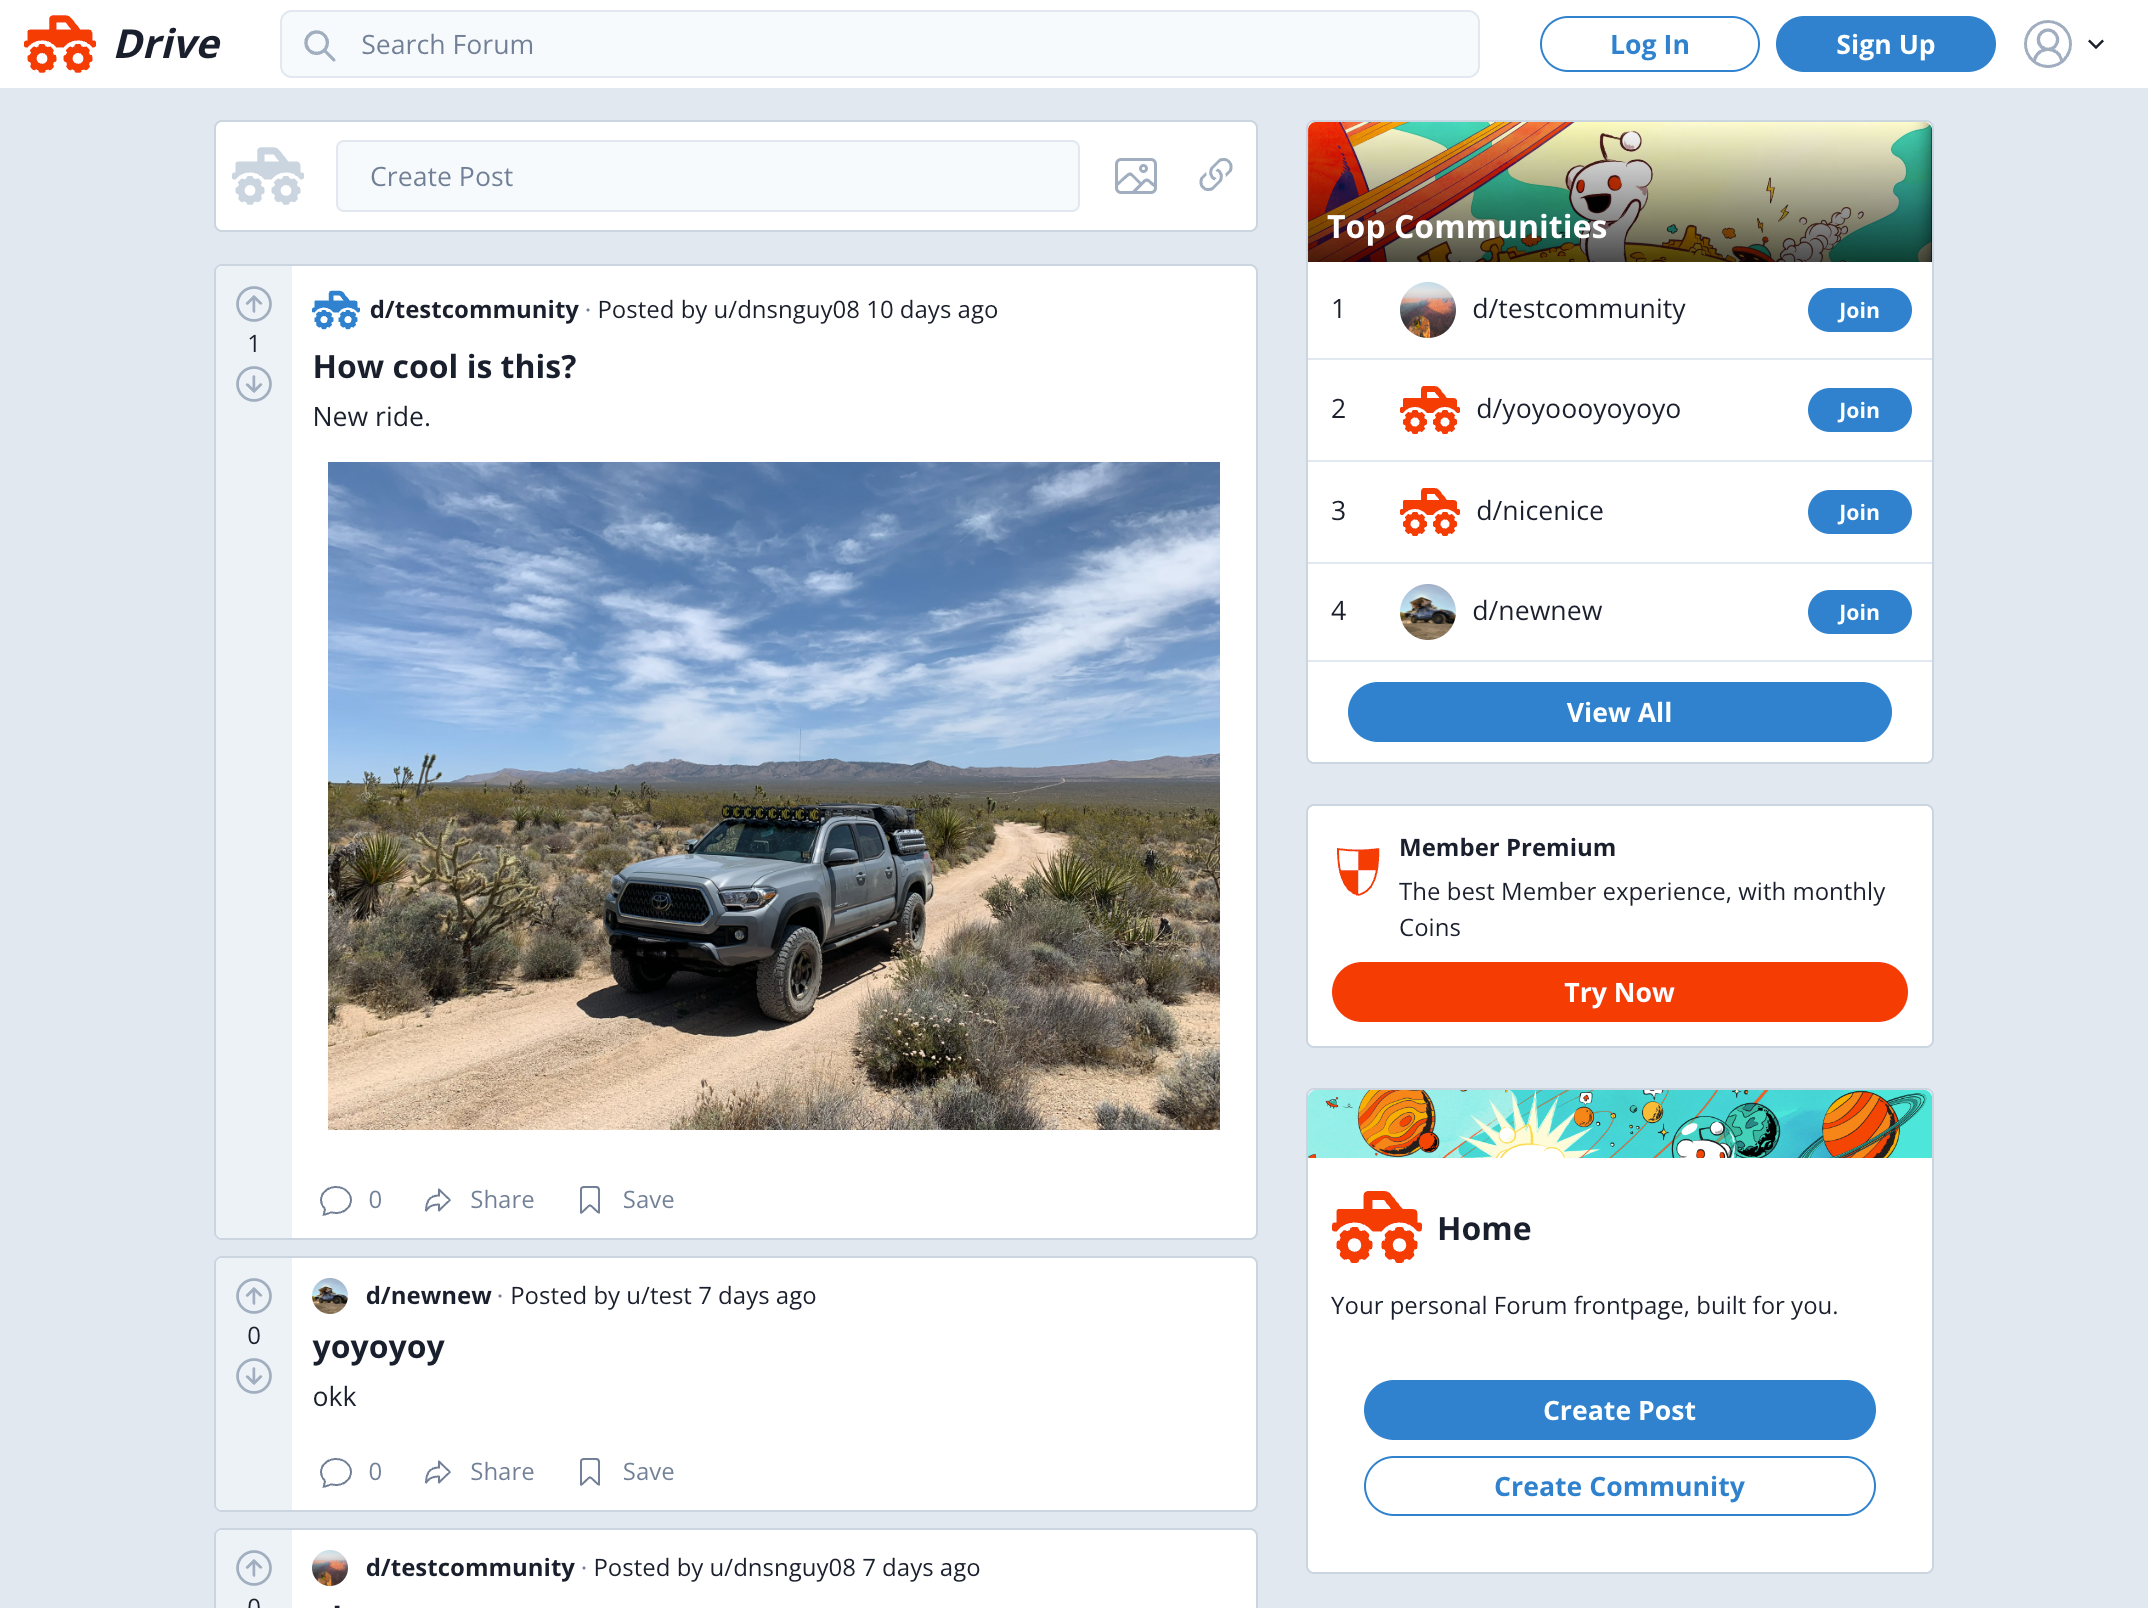 Drive
Search Forum
Log In
Sign Up
Create Post
1
d/testcommunity · Posted by u/dnsnguy08 10 days ago
How cool is this?
New ride.
0
Share
Save
0
d/newnew · Posted by u/test 7 days ago
yoyoyoy
okk
0
Share
Save
d/testcommunity · Posted by u/dnsnguy08 7 days ago
Top Communities
1 d/testcommunity Join
2 d/yoyoooyoyoyo Join
3 d/nicenice Join
4 d/newnew Join
View All
Member Premium
The best Member experience, with monthly
Coins
Try Now
Home
Your personal Forum frontpage, built for you.
Create Post
Create Community